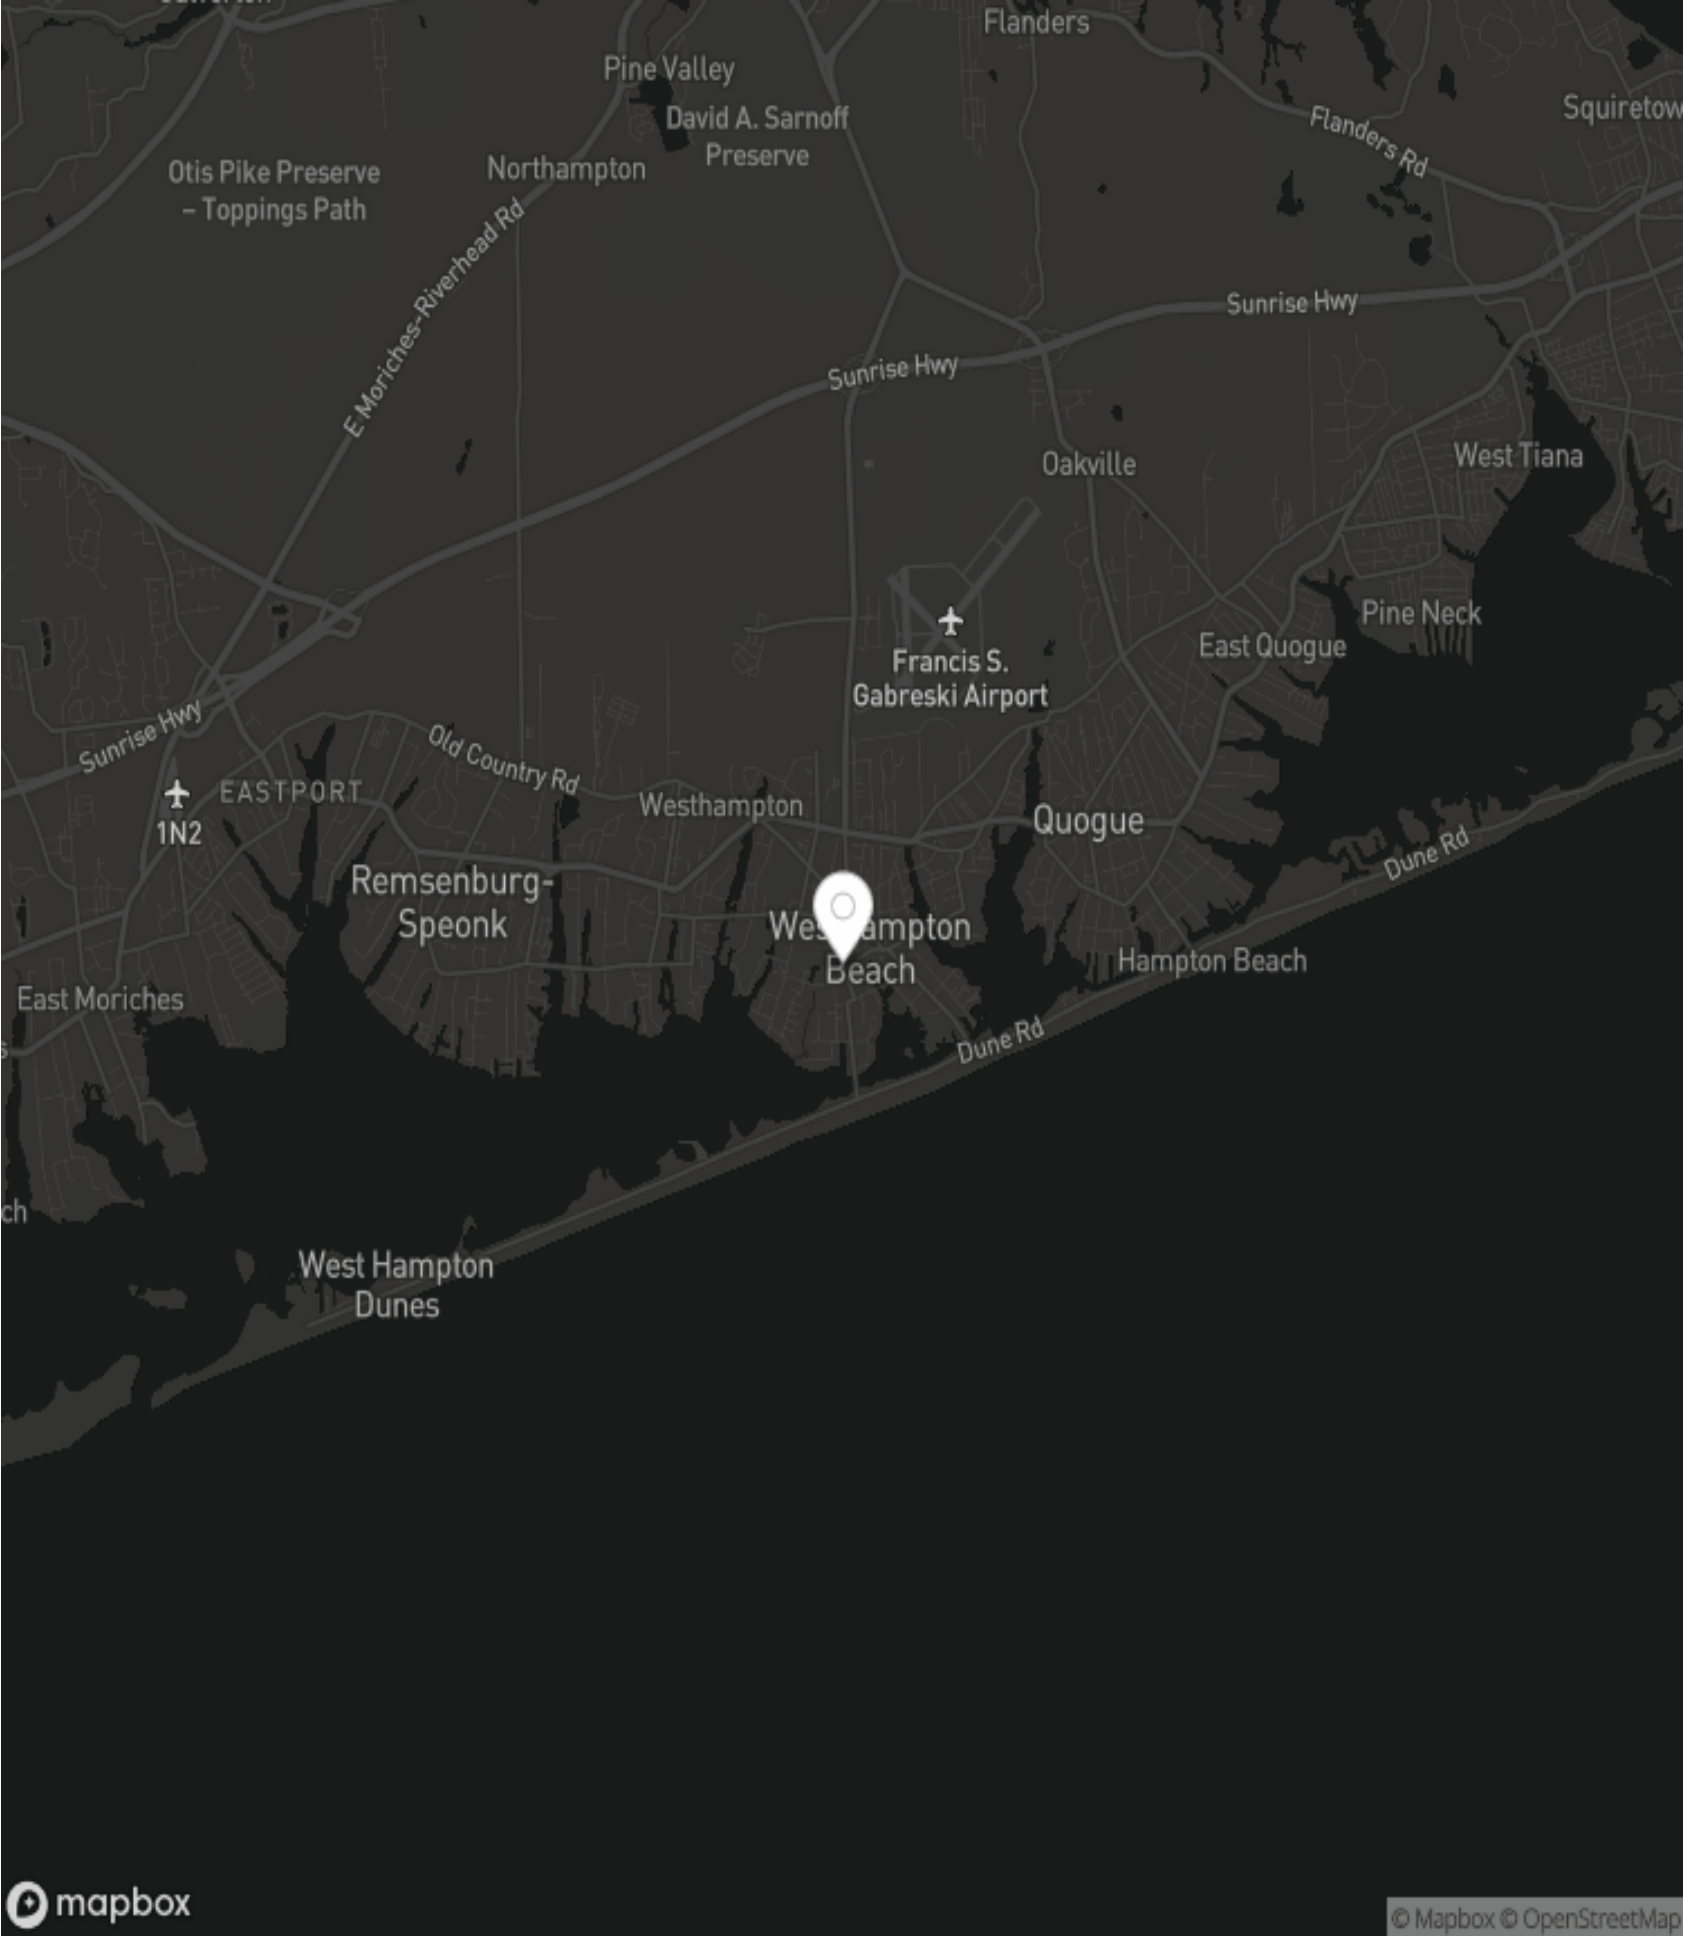 Flanders
Pine Valley
David A. Sarnoff
Preserve
Squiretow
Flanders Rd
Otis Pike Preserve
– Toppings Path
Northampton
E Moriches-Riverhead Rd
Sunrise Hwy
Sunrise Hwy
Oakville
West Tiana
Pine Neck
East Quogue
Francis S.
Gabreski Airport
Sunrise Hwy
Old Country Rd
EASTPORT
1N2
Westhampton
Quogue
Dune Rd
Remsenburg-
Speonk
Wes ampton
Beach
Hampton Beach
East Moriches
Dune Rd
ch
West Hampton
Dunes
mapbox
© Mapbox © OpenStreetMap